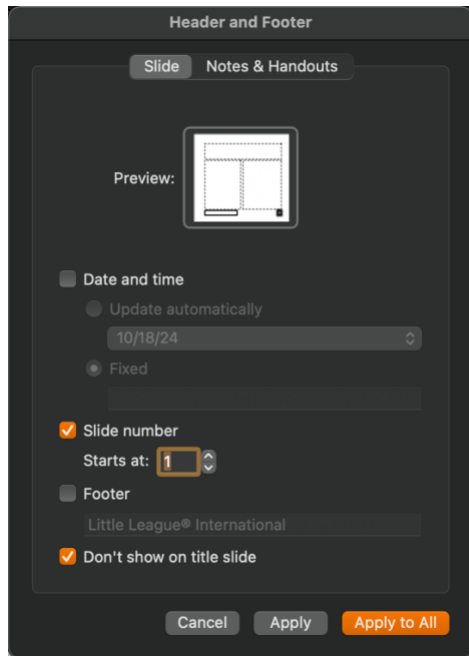 Header and Footer
Slide Notes & Handouts
Preview:
Date and time
Update automatically
10/18/24
Fixed
Slide number
Starts at: 1
Footer
Little League® International
Don't show on title slide
Cancel Apply Apply to All